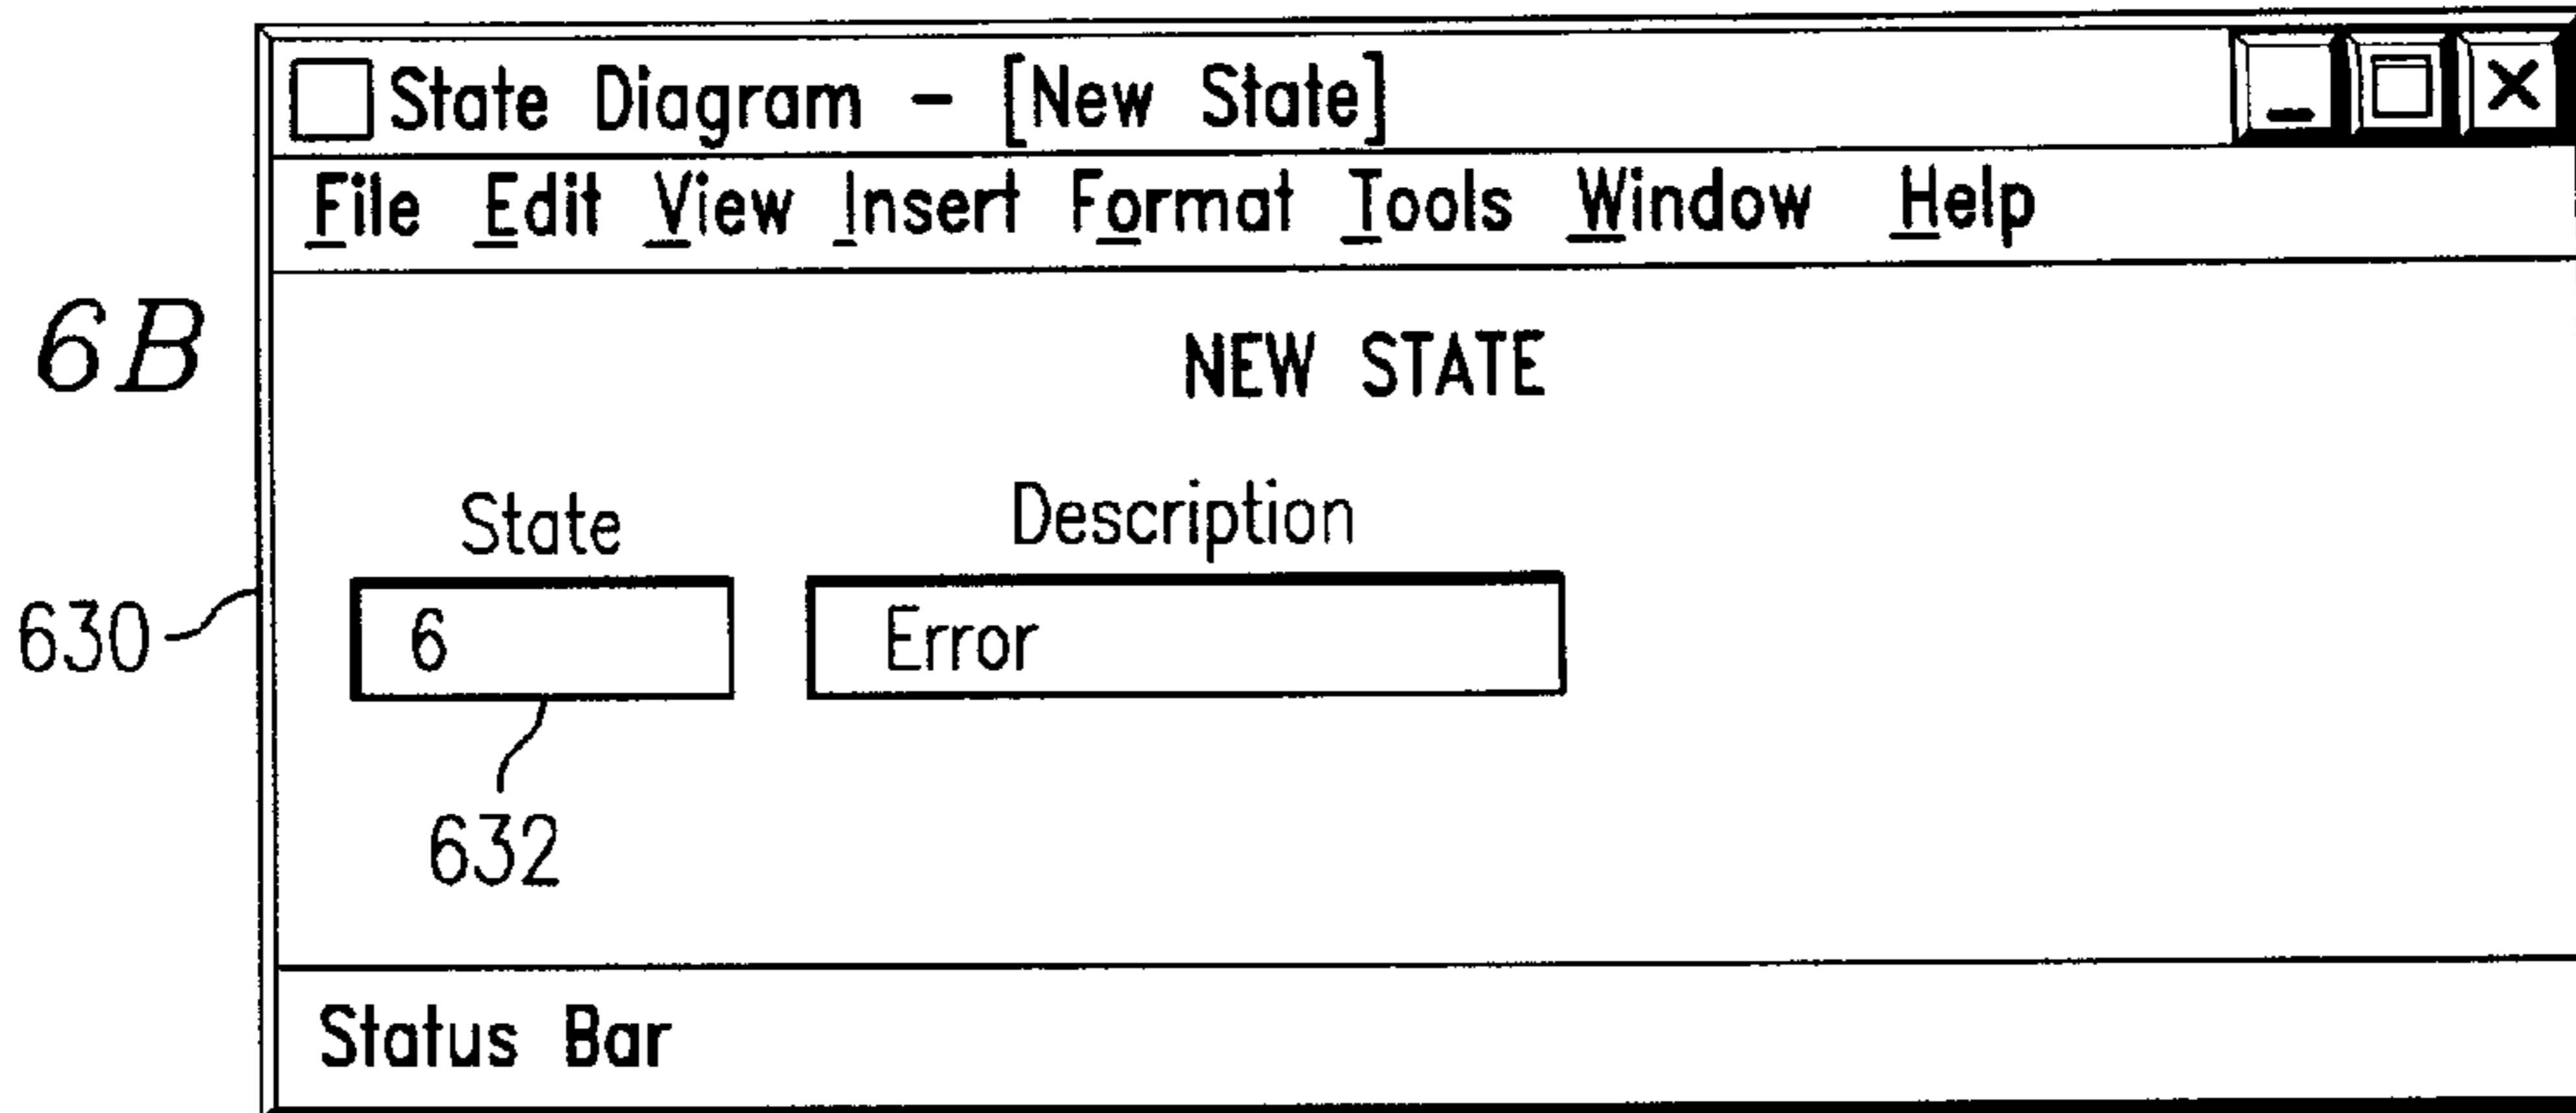 State Diagram - [New State]
File Edit View Insert Format Tools Window Help
6B
NEW STATE
State Description
630
6 Error
632
Status Bar